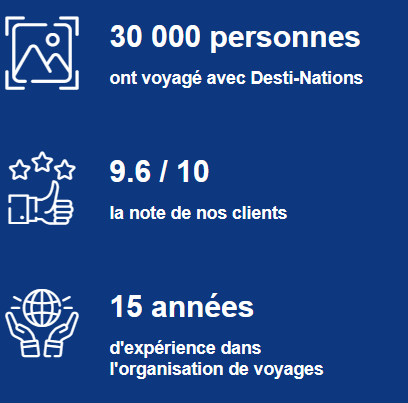 30 000 personnes
ont voyagé avec Desti-Nations
9.6 / 10
la note de nos clients
15 années
d'expérience dans
l'organisation de voyages